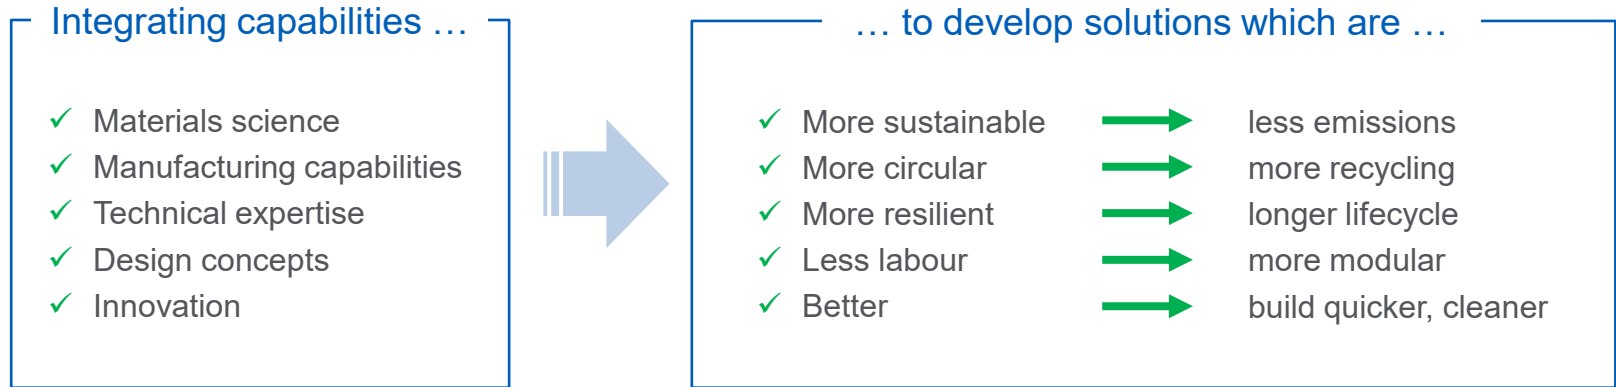 Integrating capabilities …
✓ Materials science
✓ Manufacturing capabilities
✓ Technical expertise
✓ Design concepts
✓ Innovation
… to develop solutions which are …
✓ More sustainable less emissions
✓ More circular more recycling
✓ More resilient longer lifecycle
✓ Less labour more modular
✓ Better build quicker, cleaner